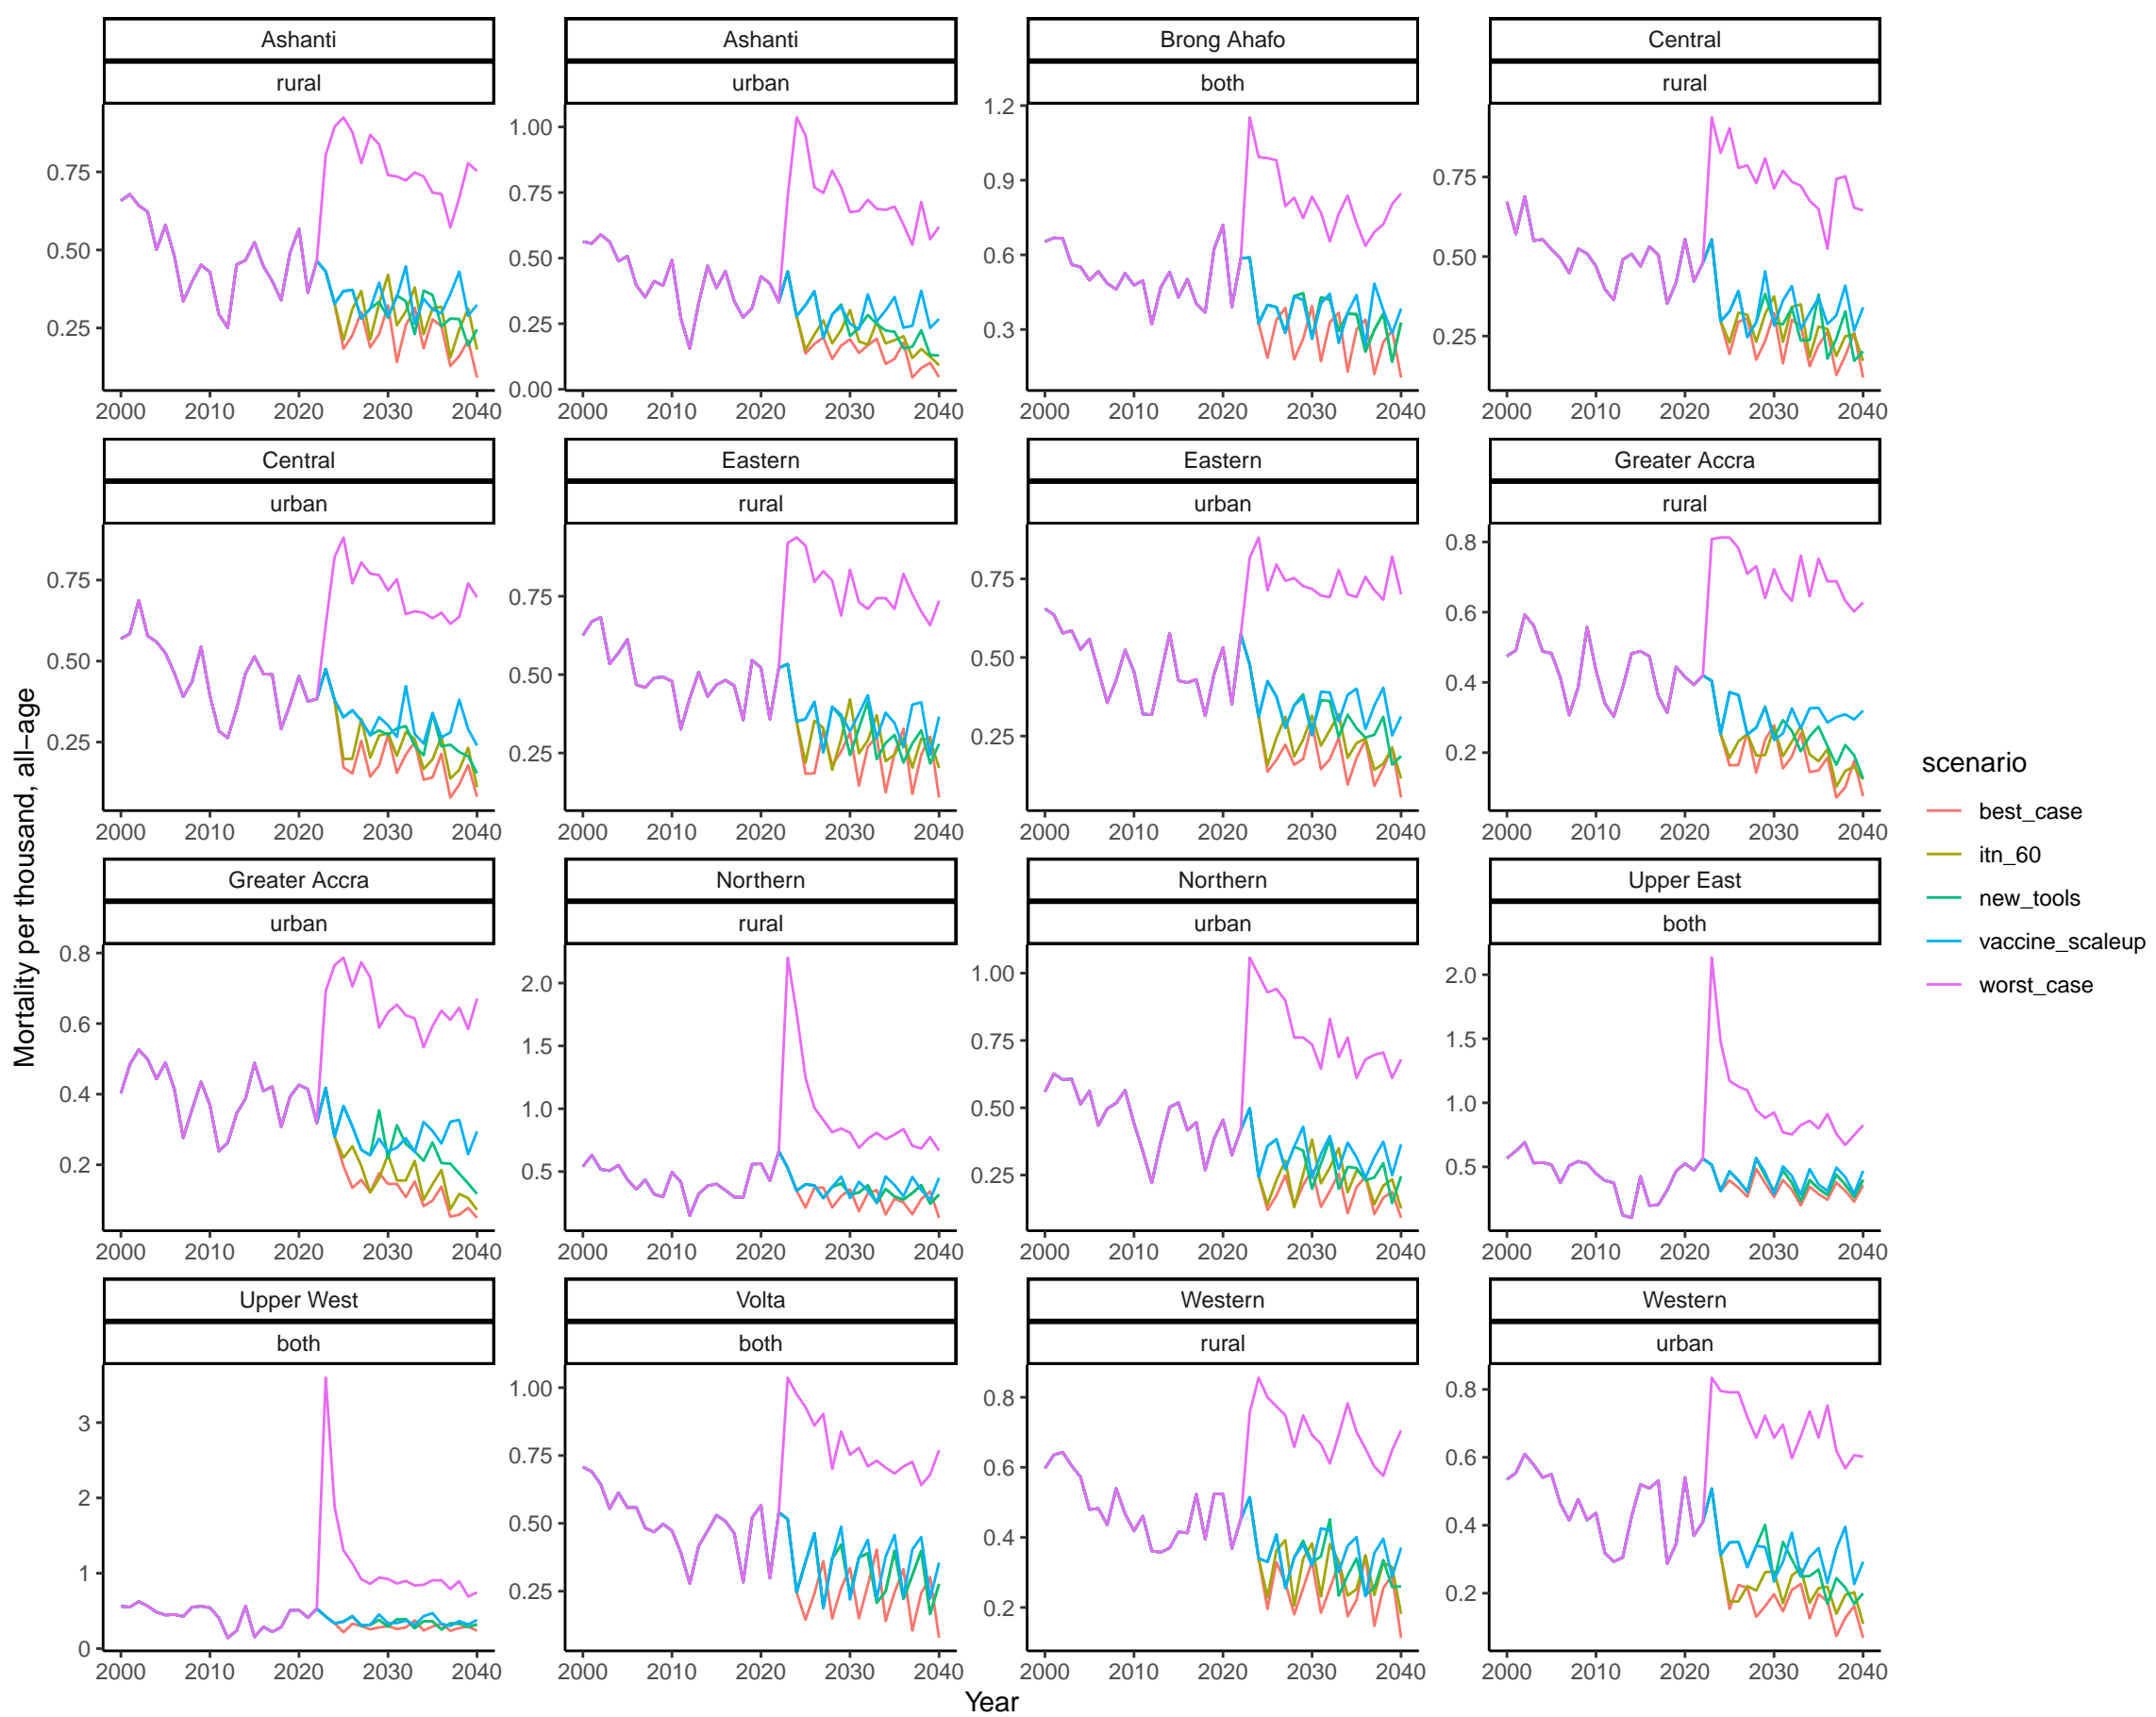 Ashanti
Ashanti
Brong Ahafo
Central
rural
urban
both
rural
0.75
0.50
0.25
1.00
0.75
0.50
0.25
0.00
1.2
0.9
0.6
0.3
0.75
0.50
0.25
2000 2010 2020 2030 2040
2000 2010 2020 2030 2040
2000 2010 2020 2030 2040
2000 2010 2020 2030 2040
Central
Eastern
Eastern
Greater Accra
urban
rural
urban
rural
0.75
0.50
0.25
0.75
0.50
0.25
0.75
0.50
0.25
0.8
0.6
0.4
0.2
2000 2010 2020 2030 2040
2000 2010 2020 2030 2040
2000 2010 2020 2030 2040
2000 2010 2020 2030 2040
Greater Accra
Northern
Northern
Upper East
urban
rural
urban
both
0.8
0.6
0.4
0.2
2.0
1.5
1.0
0.5
1.00
0.75
0.50
0.25
2.0
1.5
1.0
0.5
2000 2010 2020 2030 2040
2000 2010 2020 2030 2040
2000 2010 2020 2030 2040
2000 2010 2020 2030 2040
Upper West
Volta
Western
Western
both
both
rural
urban
3
2
1
0
1.00
0.75
0.50
0.25
0.8
0.6
0.4
0.2
0.8
0.6
0.4
0.2
2000 2010 2020 2030 2040
2000 2010 2020 2030 2040
2000 2010 2020 2030 2040
2000 2010 2020 2030 2040
Year
Mortality per thousand, all−age
scenario
best_case
itn_60
new_tools
vaccine_scaleup
worst_case